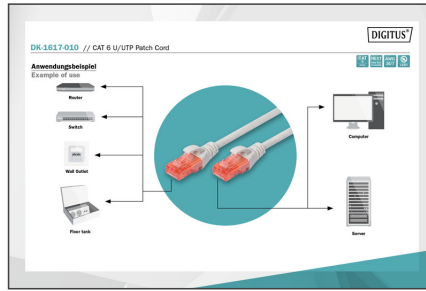 DIGITUS®
DK-1617-010 // CAT 6 U/UTP Patch Cord
Anwendungsbeispiel
Example of use
CAT
Router
Switch
Wall Outlet
Floor tank
Computer
Server